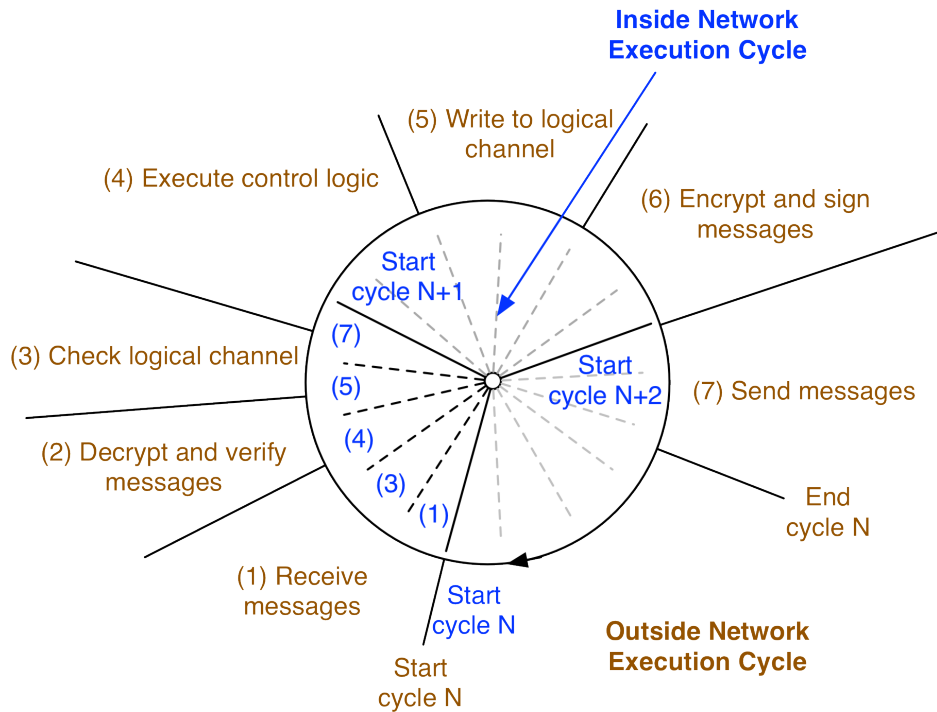 Inside Network
Execution Cycle
(5) Write to logical
channel
(4) Execute control logic
(6) Encrypt and sign
messages
Start
cycle N+1
(7)
(3) Check logical channel
(5)
Start
cycle N+2
(7) Send messages
(4)
(2) Decrypt and verify
messages
(3)
(1)
End
cycle N
(1) Receive
messages
Start
cycle N
Outside Network
Execution Cycle
Start
cycle N